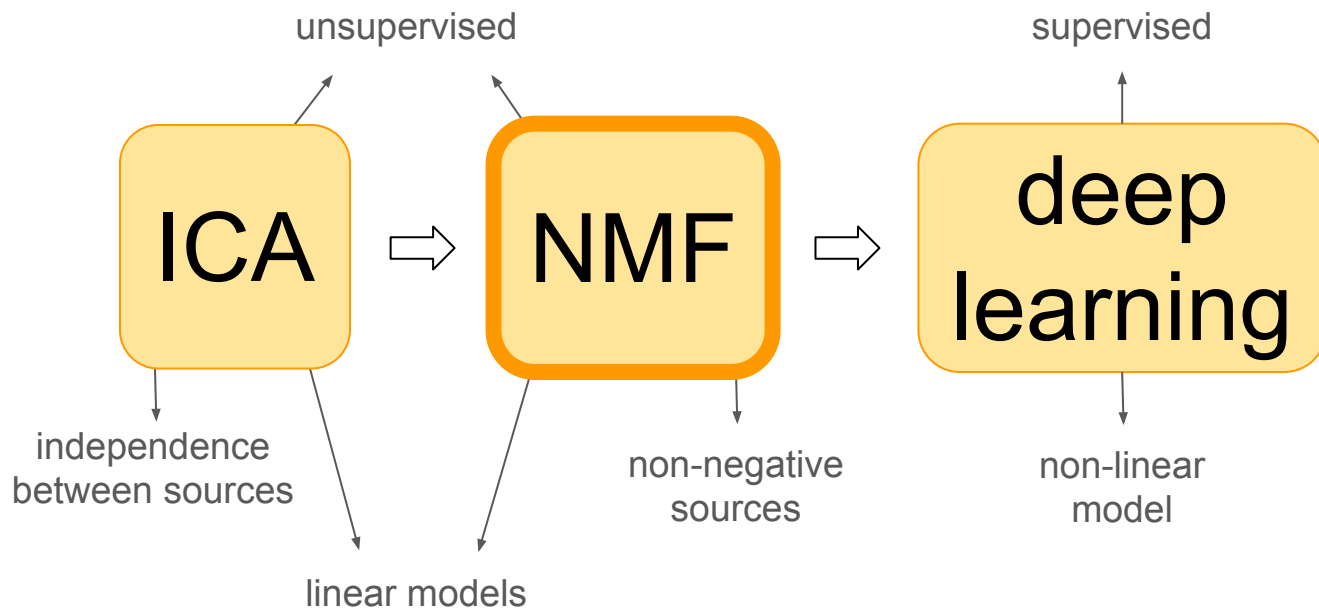 unsupervised
supervised
ICA
NMF
deep
learning
independence
between sources
non-negative
sources
non-linear
model
linear models